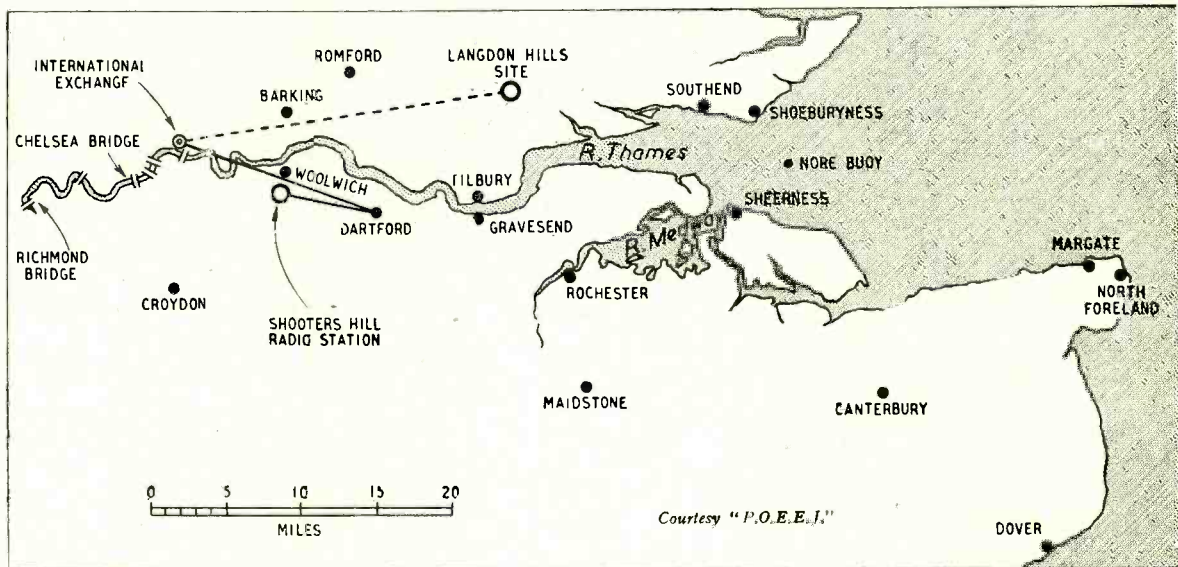 ROMFORD
LANGDON HILLS
SITE
INTERNATIONAL
EXCHANGE
BARKING
SOUTHEND
SHOEBURYNESS
CHELSEA BRIDGE
R. Thames
NORE BUOY
WOOLWICH
TILBURY
SHEERNESS
DARTFORD
GRAVESEND
R. Medway
RICHMOND
BRIDGE
MARGATE
CROYDON
ROCHESTER
NORTH
FORELAND
SHOOTERS HILL
RADIO STATION
MAIDSTONE
CANTERBURY
0 5 10 15 20
MILES
Courtesy "P.O.E.E.J."
DOVER